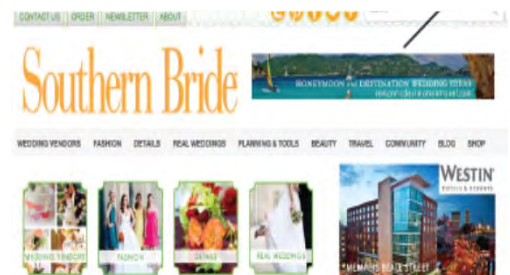 CONTACT US ORDER NEWSLETTER ABOUT
Southern Bride
HONEYMOON AND DESTINATION WEDDING IDEAS
WEDDING VENDORS FASHION DETAILS REAL WEDDINGS PLANNING & TOOLS BEAUTY TRAVEL COMMUNITY BLOG SHOP
WEDDING VENDORS FASHION DETAILS REAL WEDDINGS
WESTIN
HOTELS & RESORTS
MEMPHIS BEALE STREET